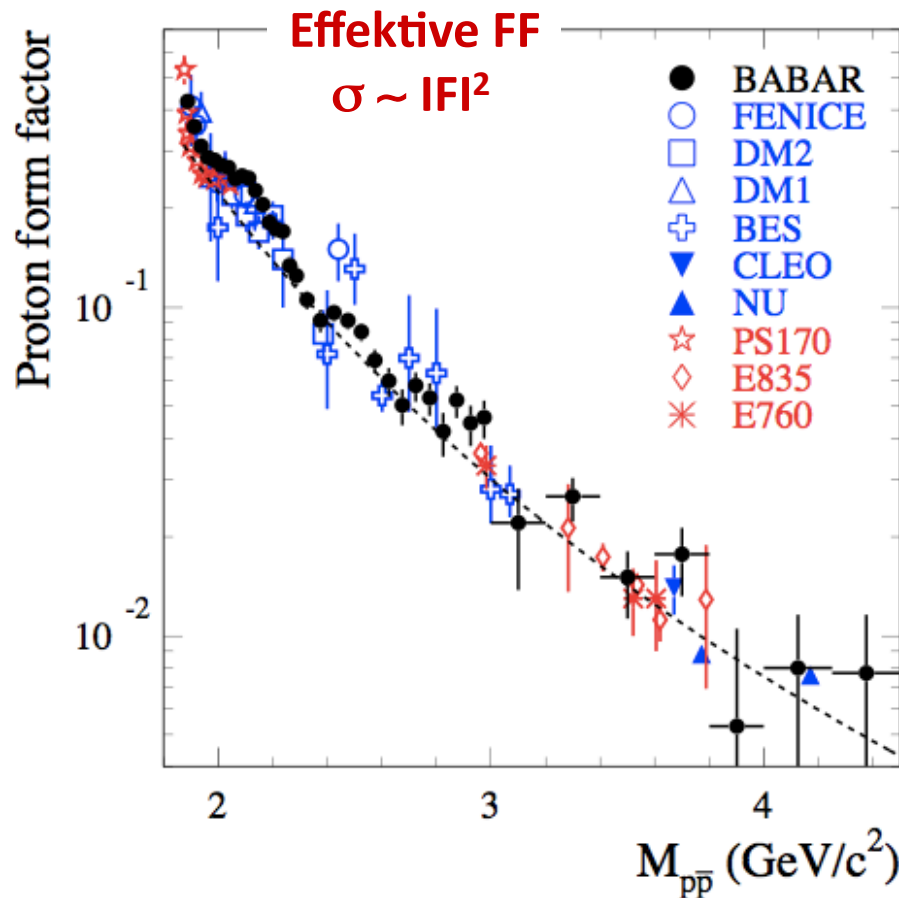 Effektive FF
σ ~ IFI²
Proton form factor
10⁻¹
10⁻²
BABAR
FENICE
DM2
DM1
BES
CLEO
NU
PS170
E835
E760
2
3
4
M_pp̅ (GeV/c²)